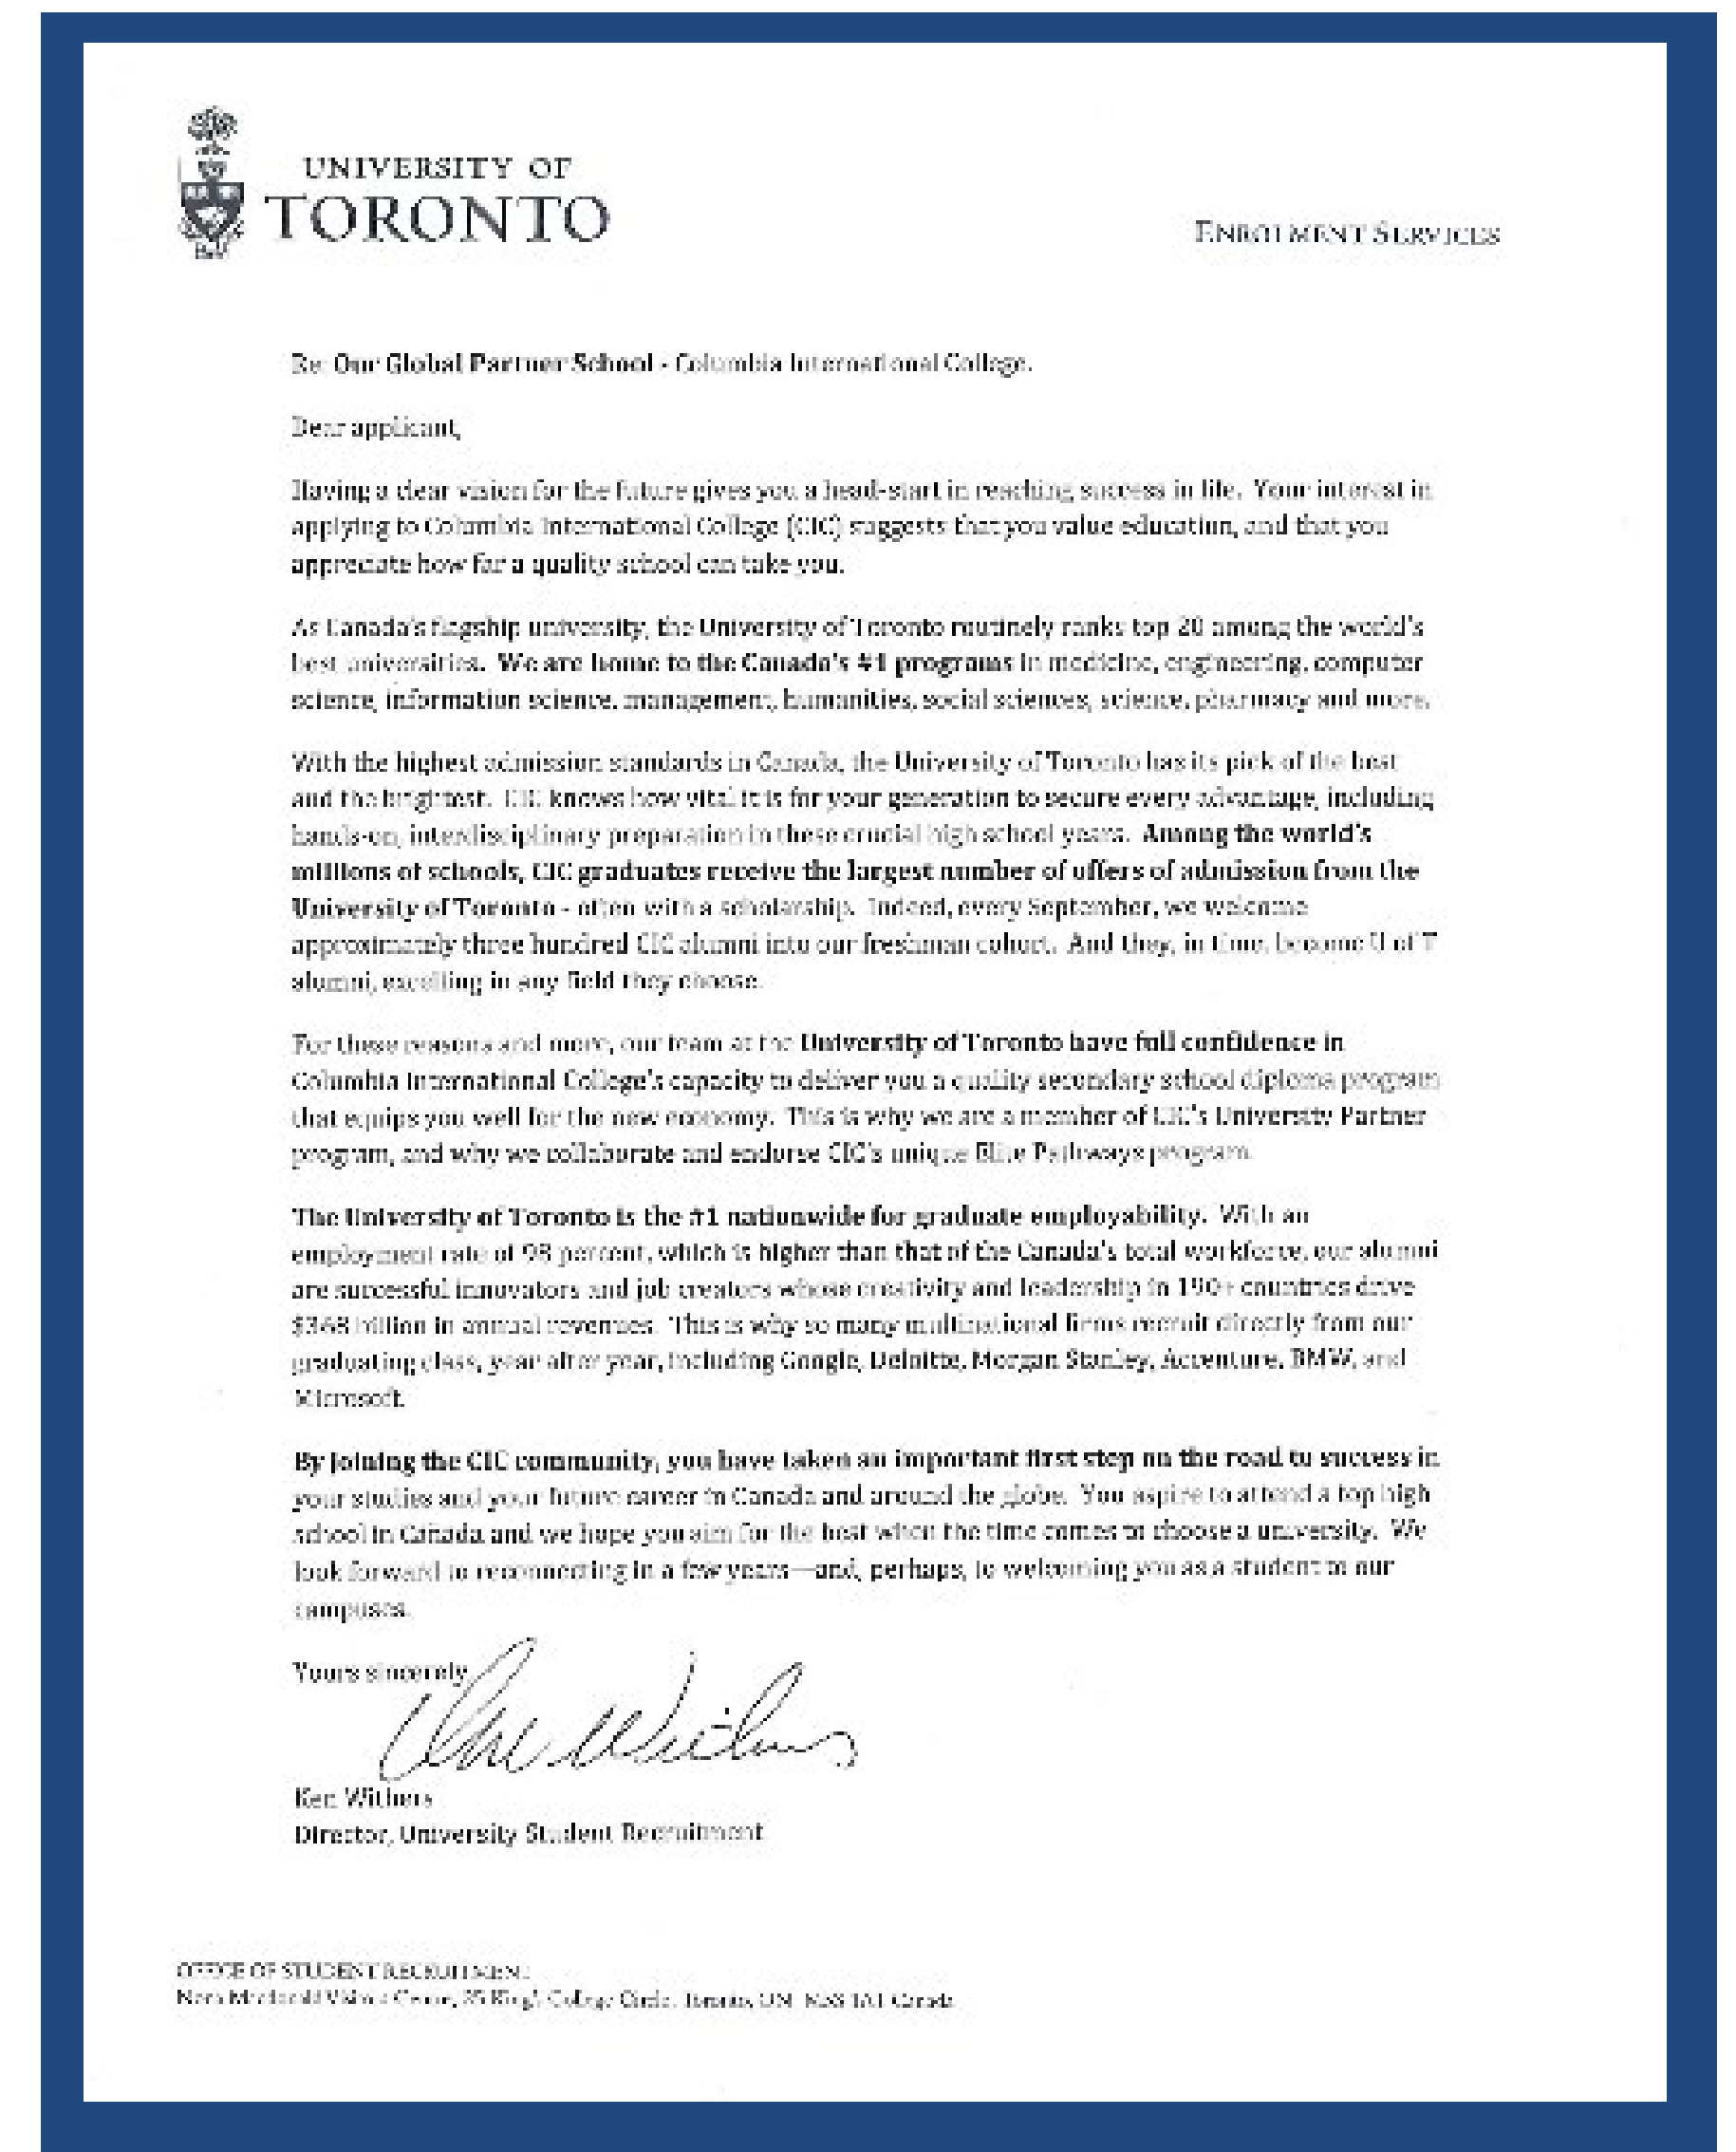 UNIVERSITY OF
TORONTO
ENROLMENT SERVICES
Re: Our Global Partner School - Columbia International College.
Dear applicant,
Having a clear vision for the future gives you a head-start in reaching success in life. Your interest in
applying to Columbia International College (CIC) suggests that you value education, and that you
appreciate how far a quality school can take you.
As Canada's flagship university, the University of Toronto routinely ranks top 20 among the world's
best universities. We are home to the Canada's #1 programs in medicine, engineering, computer
science, information science, management, humanities, social sciences, science, pharmacy and more.
With the highest admission standards in Canada, the University of Toronto has its pick of the best
and the brightest. CIC knows how vital it is for your generation to secure every advantage, including
hands-on, interdisciplinary preparation in these crucial high school years. Among the world's
millions of schools, CIC graduates receive the largest number of offers of admission from the
University of Toronto - often with a scholarship. Indeed, every September, we welcome
approximately three hundred CIC alumni into our freshman cohort. And they, in time, become U of T
alumni, excelling in any field they choose.
For these reasons and more, our team at the University of Toronto have full confidence in
Columbia International College's capacity to deliver you a quality secondary school diploma program
that equips you well for the new economy. This is why we are a member of CIC's University Partner
program, and why we collaborate and endorse CIC's unique Elite Pathways program.
The University of Toronto is the #1 nationwide for graduate employability. With an
employment rate of 98 percent, which is higher than that of the Canada's total workforce, our alumni
are successful innovators and job creators whose creativity and leadership in 190+ countries drive
$368 billion in annual revenues. This is why so many multinational firms recruit directly from our
graduating class, year after year, including Google, Deloitte, Morgan Stanley, Accenture, BMW, and
Microsoft.
By joining the CIC community, you have taken an important first step on the road to success in
your studies and your future career in Canada and around the globe. You aspire to attend a top high
school in Canada and we hope you aim for the best when the time comes to choose a university. We
look forward to reconnecting in a few years—and, perhaps, to welcoming you as a student to our
campuses.
Yours sincerely
Ken Withers
Director, University Student Recruitment
OFFICE OF STUDENT RECRUITMENT
Nona Macdonald Visitors Centre, 25 King's College Circle, Toronto, ON M5S 1A1 Canada